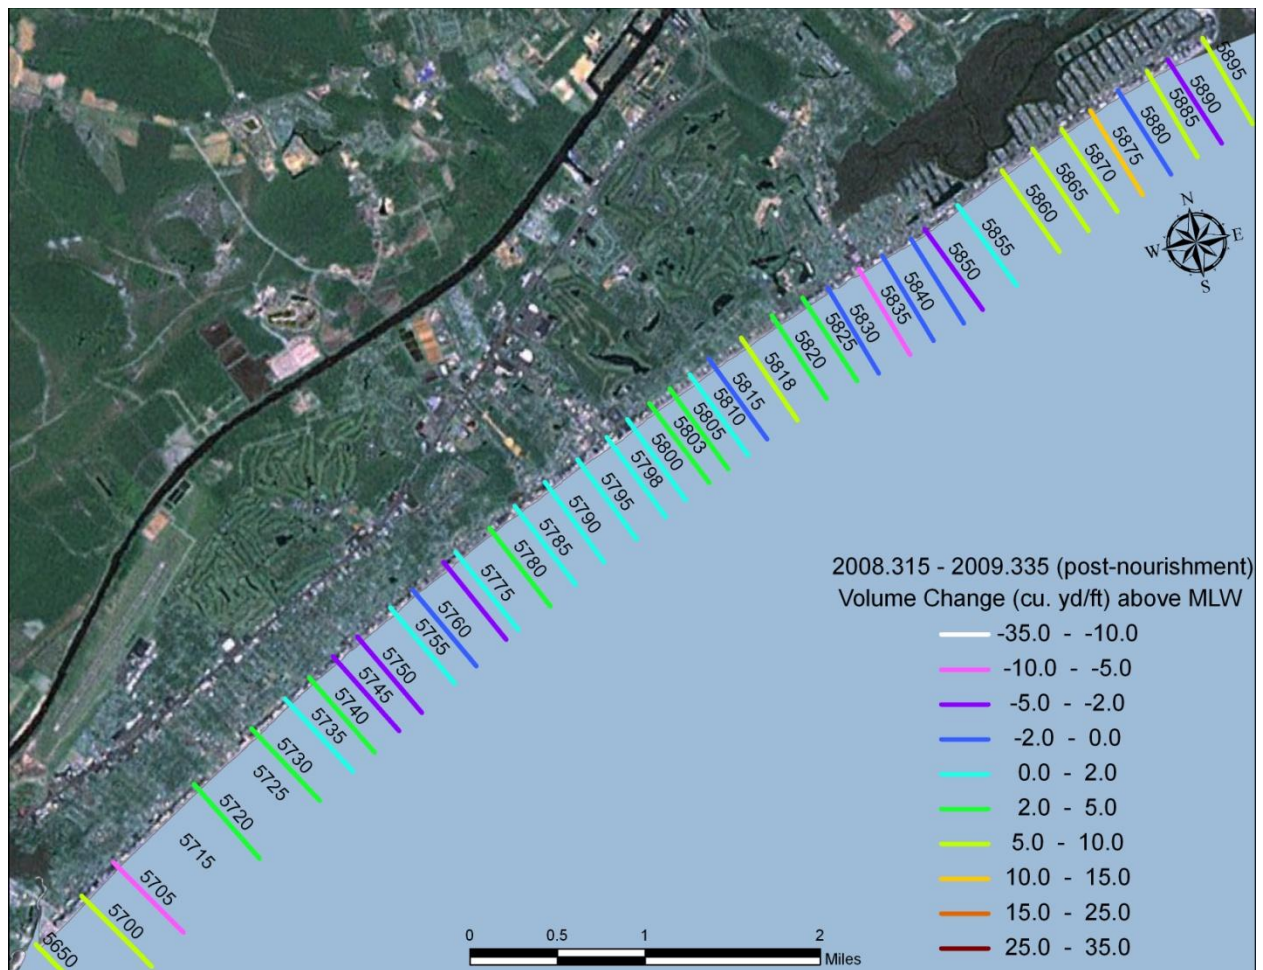 5895
5890
5885
5880
5875
5870
5865
5860
5855
5850
5840
5835
5830
5825
5820
5818
5815
5810
5805
5803
5800
5798
5795
5790
5785
5780
5775
5760
5755
5750
5745
5740
5735
5730
5725
5720
5715
5705
5700
5650
N
W E
S
2008.315 - 2009.335 (post-nourishment)
Volume Change (cu. yd/ft) above MLW
-35.0 - -10.0
-10.0 - -5.0
-5.0 - -2.0
-2.0 - 0.0
0.0 - 2.0
2.0 - 5.0
5.0 - 10.0
10.0 - 15.0
15.0 - 25.0
25.0 - 35.0
0 0.5 1 2
Miles